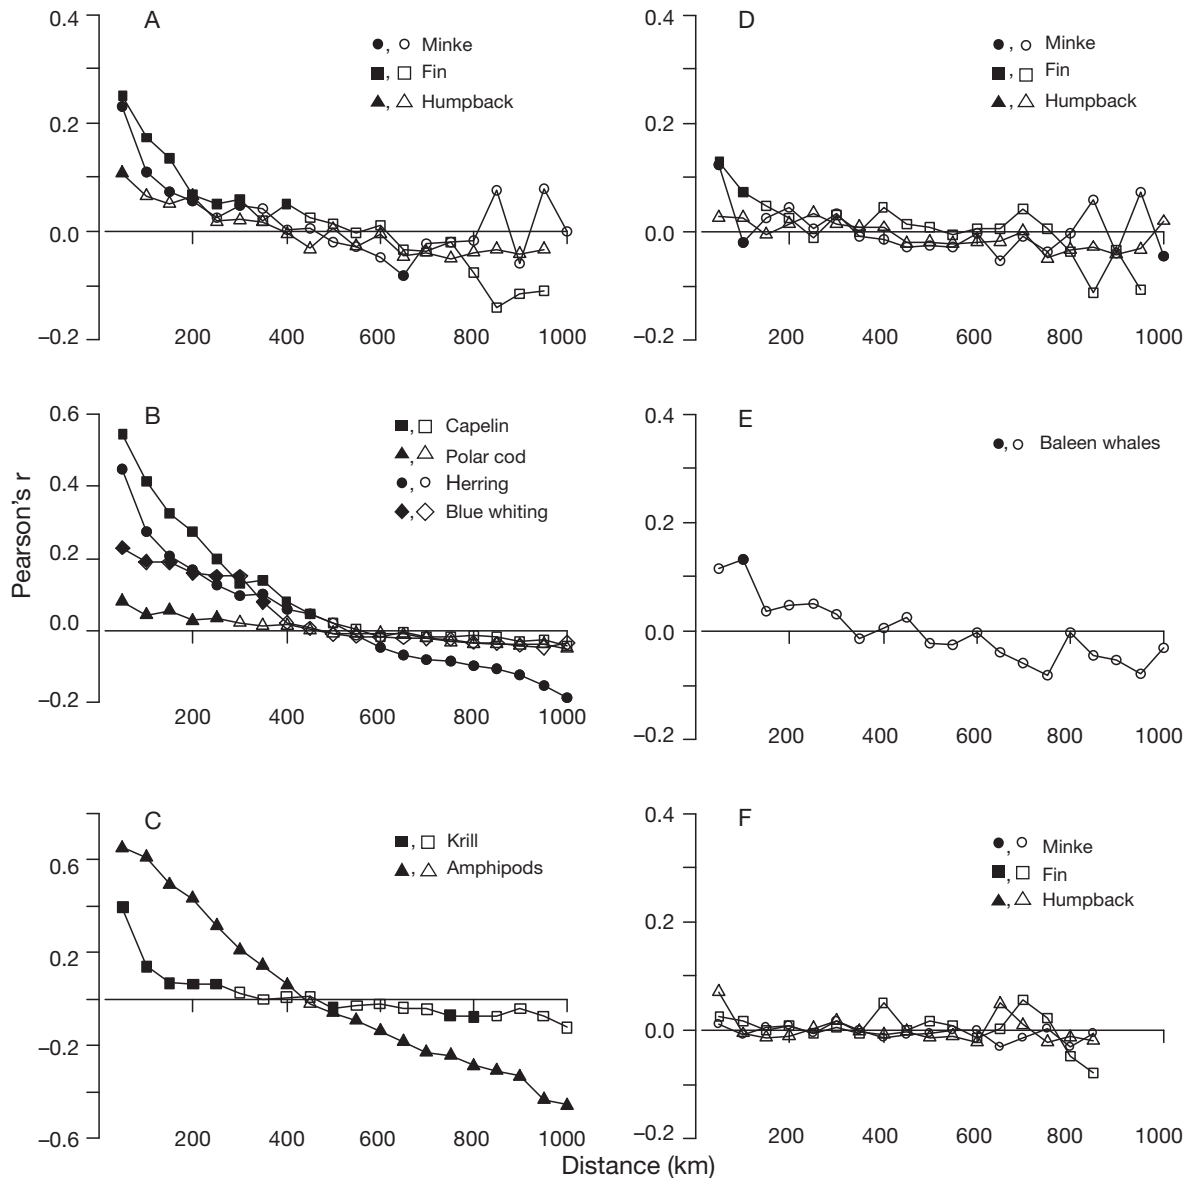 A
0.4
0.2
0.0
–0.2
, Minke
, Fin
, Humpback
200 400 600 800 1000
D
0.4
0.2
0.0
–0.2
, Minke
, Fin
, Humpback
200 400 600 800 1000
B
0.6
0.4
0.2
0.0
–0.2
, Capelin
, Polar cod
, Herring
, Blue whiting
200 400 600 800 1000
E
0.4
0.2
0.0
–0.2
, Baleen whales
200 400 600 800 1000
C
0.6
0.2
–0.2
–0.6
, Krill
, Amphipods
200 400 600 800 1000
F
0.4
0.2
0.0
–0.2
, Minke
, Fin
, Humpback
200 400 600 800 1000
Pearson's r
Distance (km)